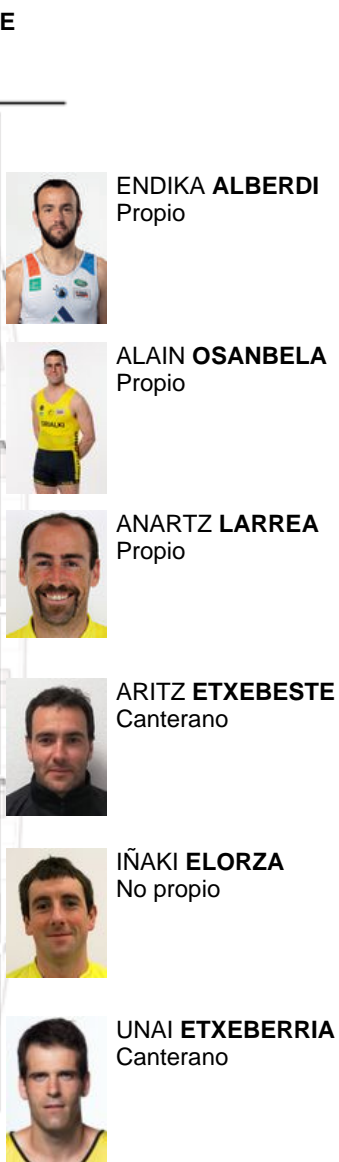 E
ENDIKA ALBERDI
Propio
ALAIN OSANBELA
Propio
ORIALKI
ANARTZ LARREA
Propio
ARITZ ETXEBESTE
Canterano
IÑAKI ELORZA
No propio
UNAI ETXEBERRIA
Canterano